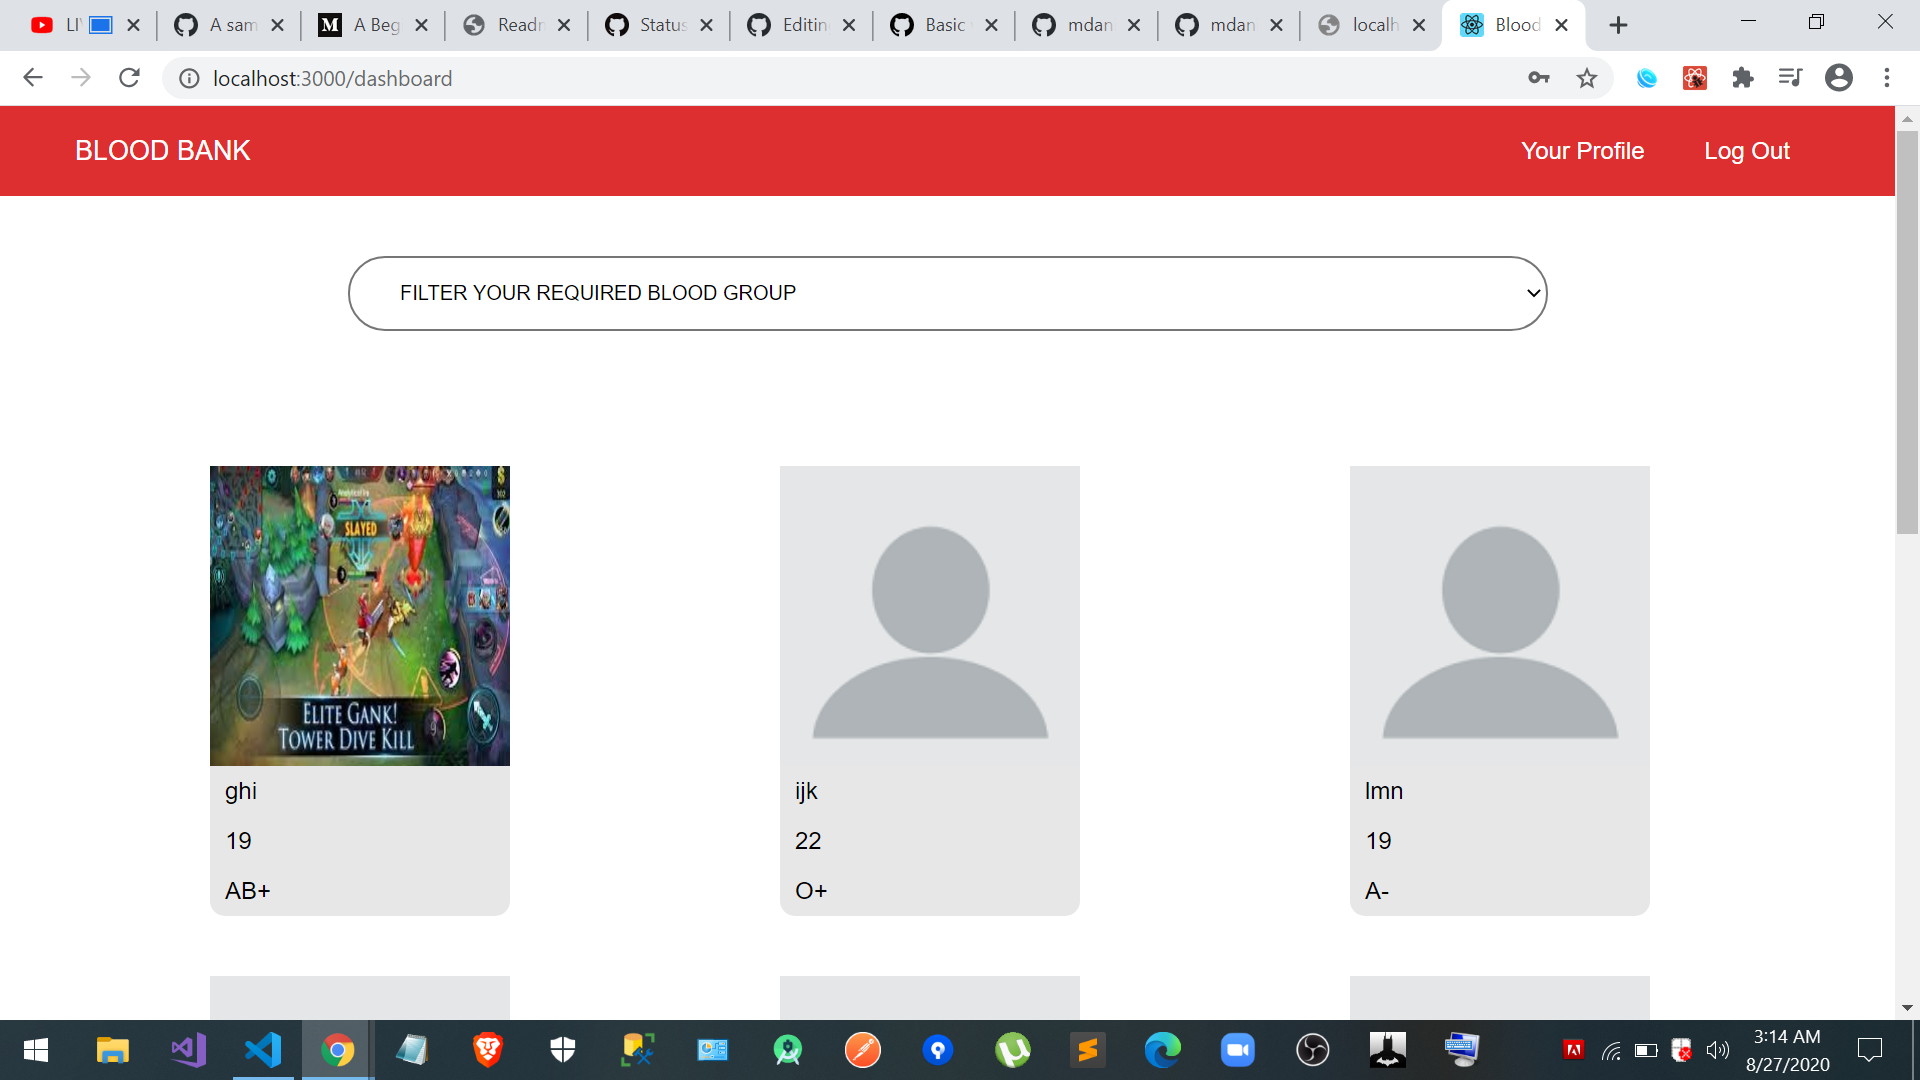 LI A sam A Beg Readr Status Editin Basic mdan mdan localh Blood
localhost:3000/dashboard
BLOOD BANK Your Profile Log Out
FILTER YOUR REQUIRED BLOOD GROUP
SLAYED
302
ELITE GANK!
TOWER DIVE KILL
ghi
19
AB+
ijk
22
O+
lmn
19
A-
3:14 AM
8/27/2020